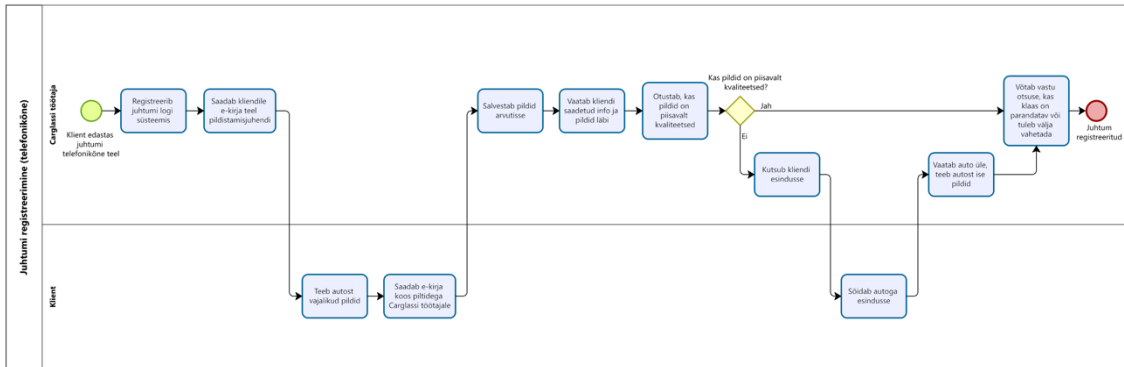 Juhtumi registreerimine (telefonikõne)
Carglassi töötaja
Klient edastas
juhtumi
telefonikõne teel
Registreerib
juhtumi logi
süsteemis
Saadab kliendile
e-kirja teel
pildistamisjuhendi
Salvestab pildid
arvutisse
Vaatab kliendi
saadetud info ja
pildid läbi
Otustab, kas
pildid on
piisavalt
kvaliteetsed
Kas pildid on piisavalt
kvaliteetsed?
Jah
Ei
Kutsub kliendi
esindusse
Vaatab auto üle,
teeb autost ise
pildid
Võtab vastu
otsuse, kas
klaas on
parandatav või
tuleb välja
vahetada
Juhtum
registreeritud
Klient
Teeb autost
vajalikud pildid
Saadab e-kirja
koos piltidega
Carglassi töötajale
Sõidab autoga
esindusse